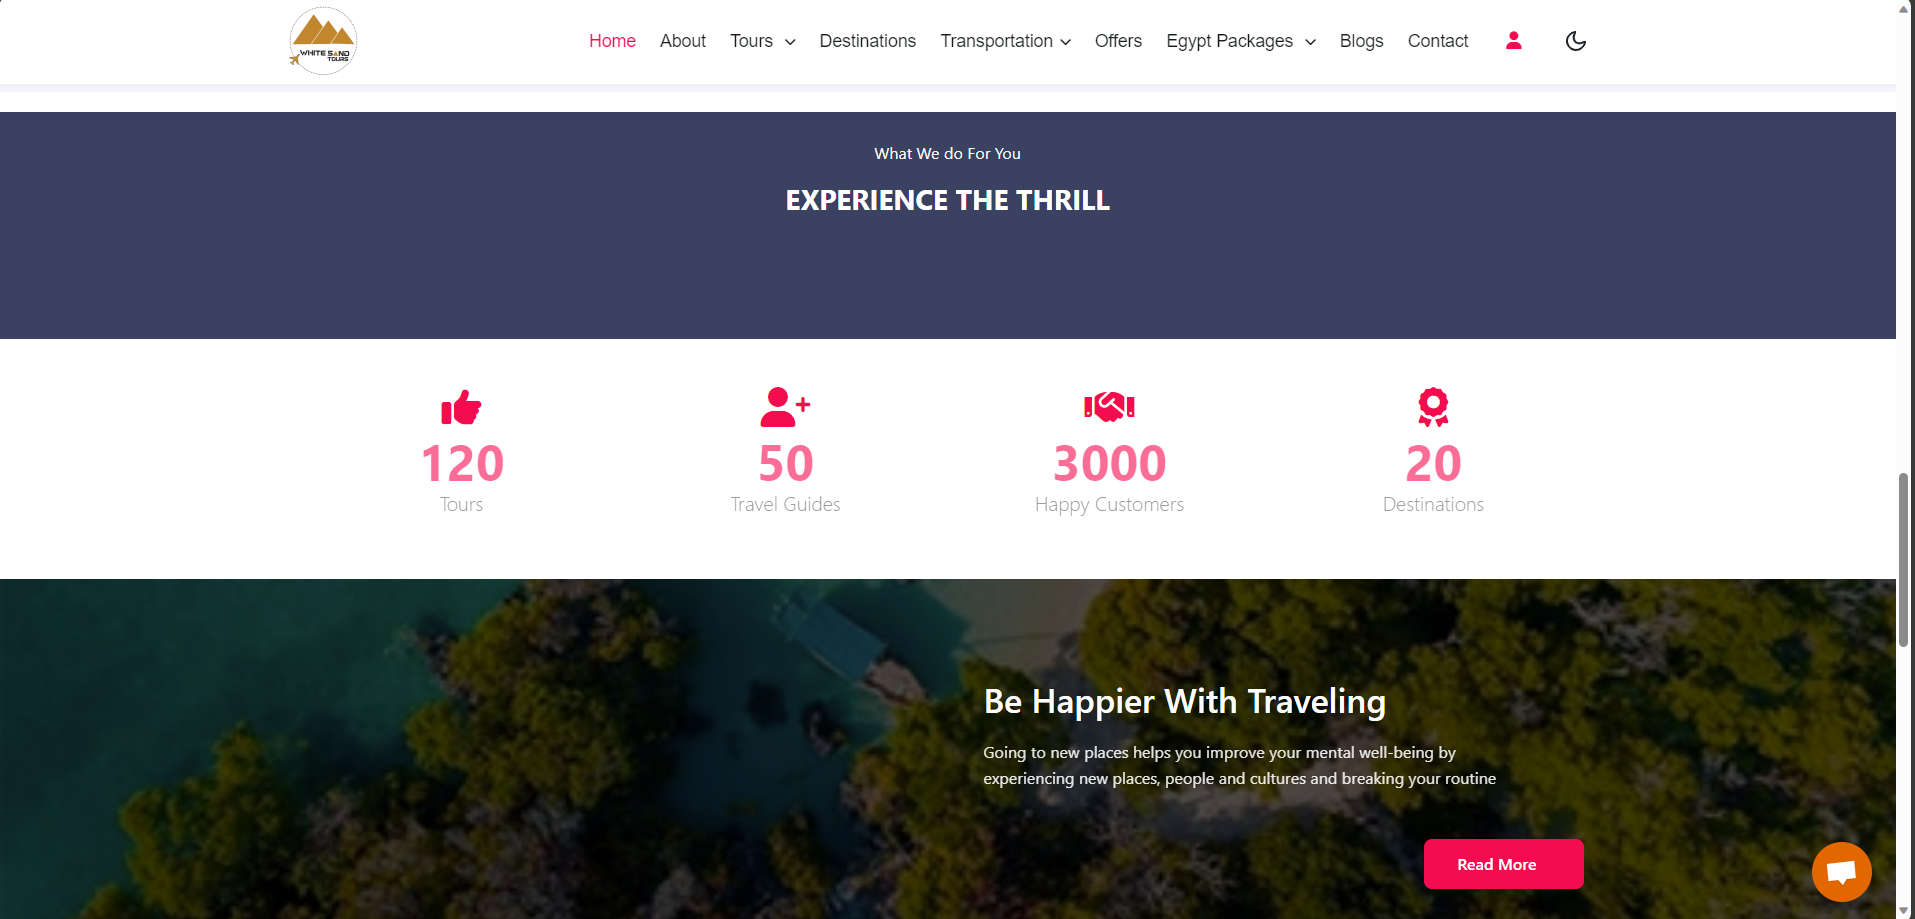 WHITE SAND
TOURS
Home About Tours Destinations Transportation Offers Egypt Packages Blogs Contact
What We do For You
EXPERIENCE THE THRILL
120
Tours
50
Travel Guides
3000
Happy Customers
20
Destinations
Be Happier With Traveling
Going to new places helps you improve your mental well-being by
experiencing new places, people and cultures and breaking your routine
Read More